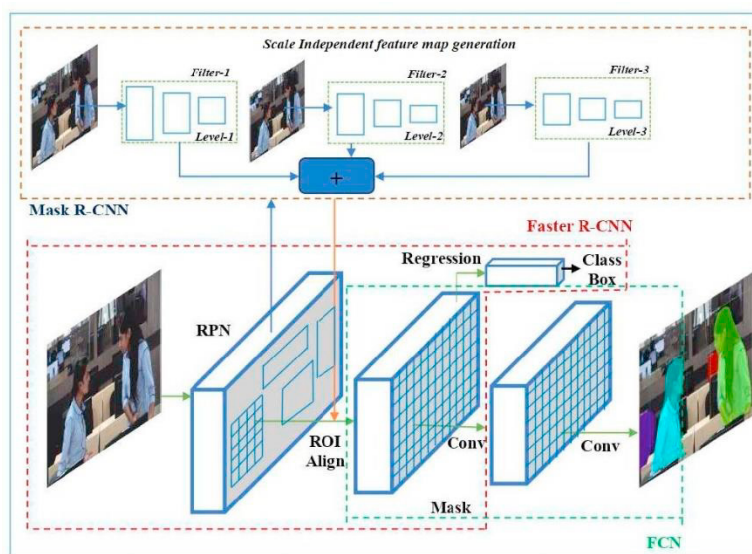 Scale Independent feature map generation
Filter-1
Filter-2
Filter-3
Level-1
Level-2
Level-3
+
Mask R-CNN
Faster R-CNN
Regression
Class
Box
RPN
ROI
Align
Conv
Conv
Mask
FCN